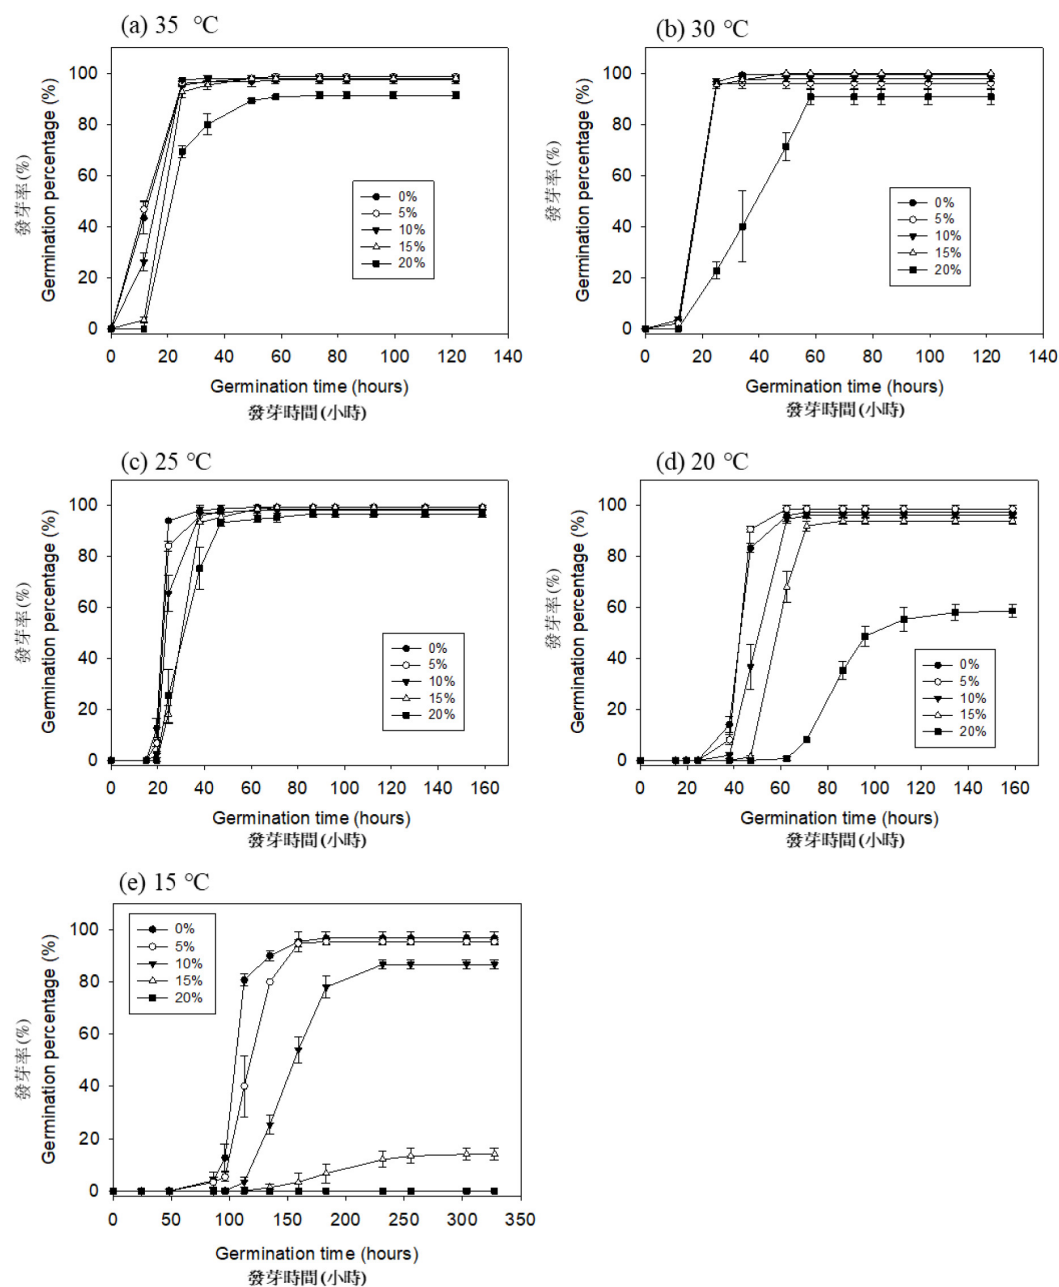 (a) 35 °C
100
80
60
40
20
0
發芽率(%)
Germination percentage (%)
0%
5%
10%
15%
20%
0 20 40 60 80 100 120 140
Germination time (hours)
發芽時間(小時)
(b) 30 °C
100
80
60
40
20
0
發芽率(%)
Germination percentage (%)
0%
5%
10%
15%
20%
0 20 40 60 80 100 120 140
Germination time (hours)
發芽時間(小時)
(c) 25 °C
100
80
60
40
20
0
發芽率(%)
Germination percentage (%)
0%
5%
10%
15%
20%
0 20 40 60 80 100 120 140 160
Germination time (hours)
發芽時間(小時)
(d) 20 °C
100
80
60
40
20
0
發芽率(%)
Germination percentage (%)
0%
5%
10%
15%
20%
0 20 40 60 80 100 120 140 160
Germination time (hours)
發芽時間(小時)
(e) 15 °C
100
80
60
40
20
0
發芽率(%)
Germination percentage (%)
0%
5%
10%
15%
20%
0 50 100 150 200 250 300 350
Germination time (hours)
發芽時間(小時)